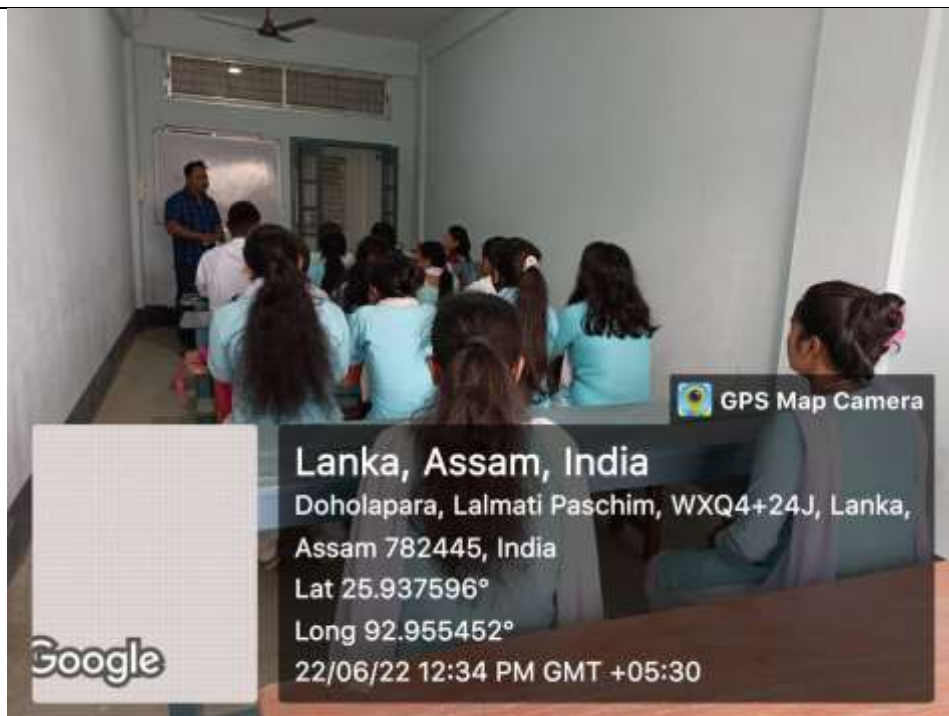 GPS Map Camera
Lanka, Assam, India
Doholapara, Lalmati Paschim, WXQ4+24J, Lanka,
Assam 782445, India
Lat 25.937596°
Long 92.955452°
22/06/22 12:34 PM GMT +05:30
Google